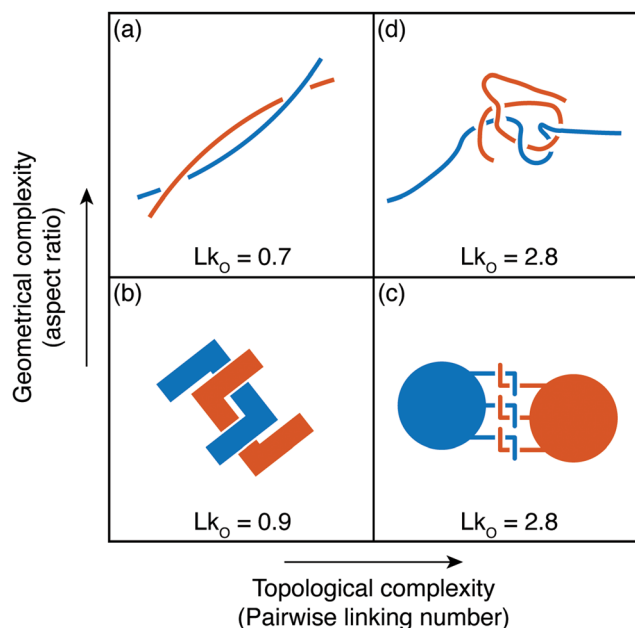 (a)
(d)
Lk_O = 0.7
Lk_O = 2.8
(b)
(c)
Lk_O = 0.9
Lk_O = 2.8
Geometrical complexity
(aspect ratio)
Topological complexity
(Pairwise linking number)